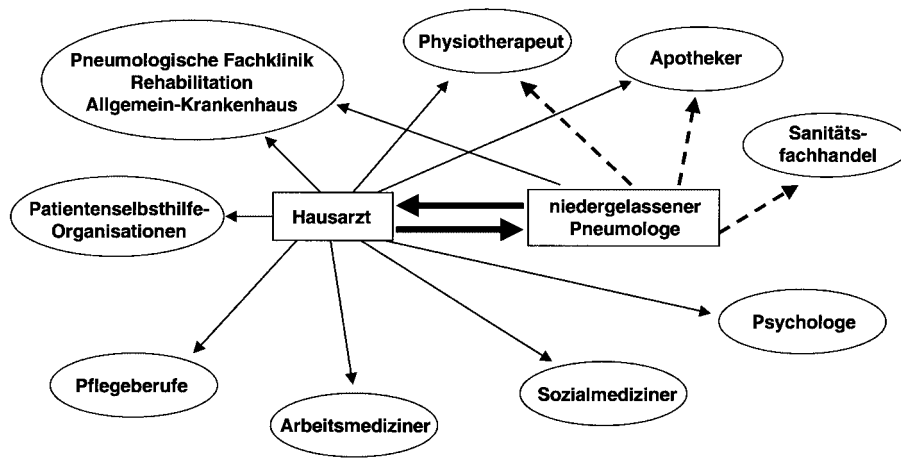 Pneumologische Fachklinik
Rehabilitation
Allgemein-Krankenhaus
Physiotherapeut
Apotheker
Sanitäts-
fachhandel
Patientenselbsthilfe-
Organisationen
Hausarzt
niedergelassener
Pneumologe
Psychologe
Pflegeberufe
Arbeitsmediziner
Sozialmediziner